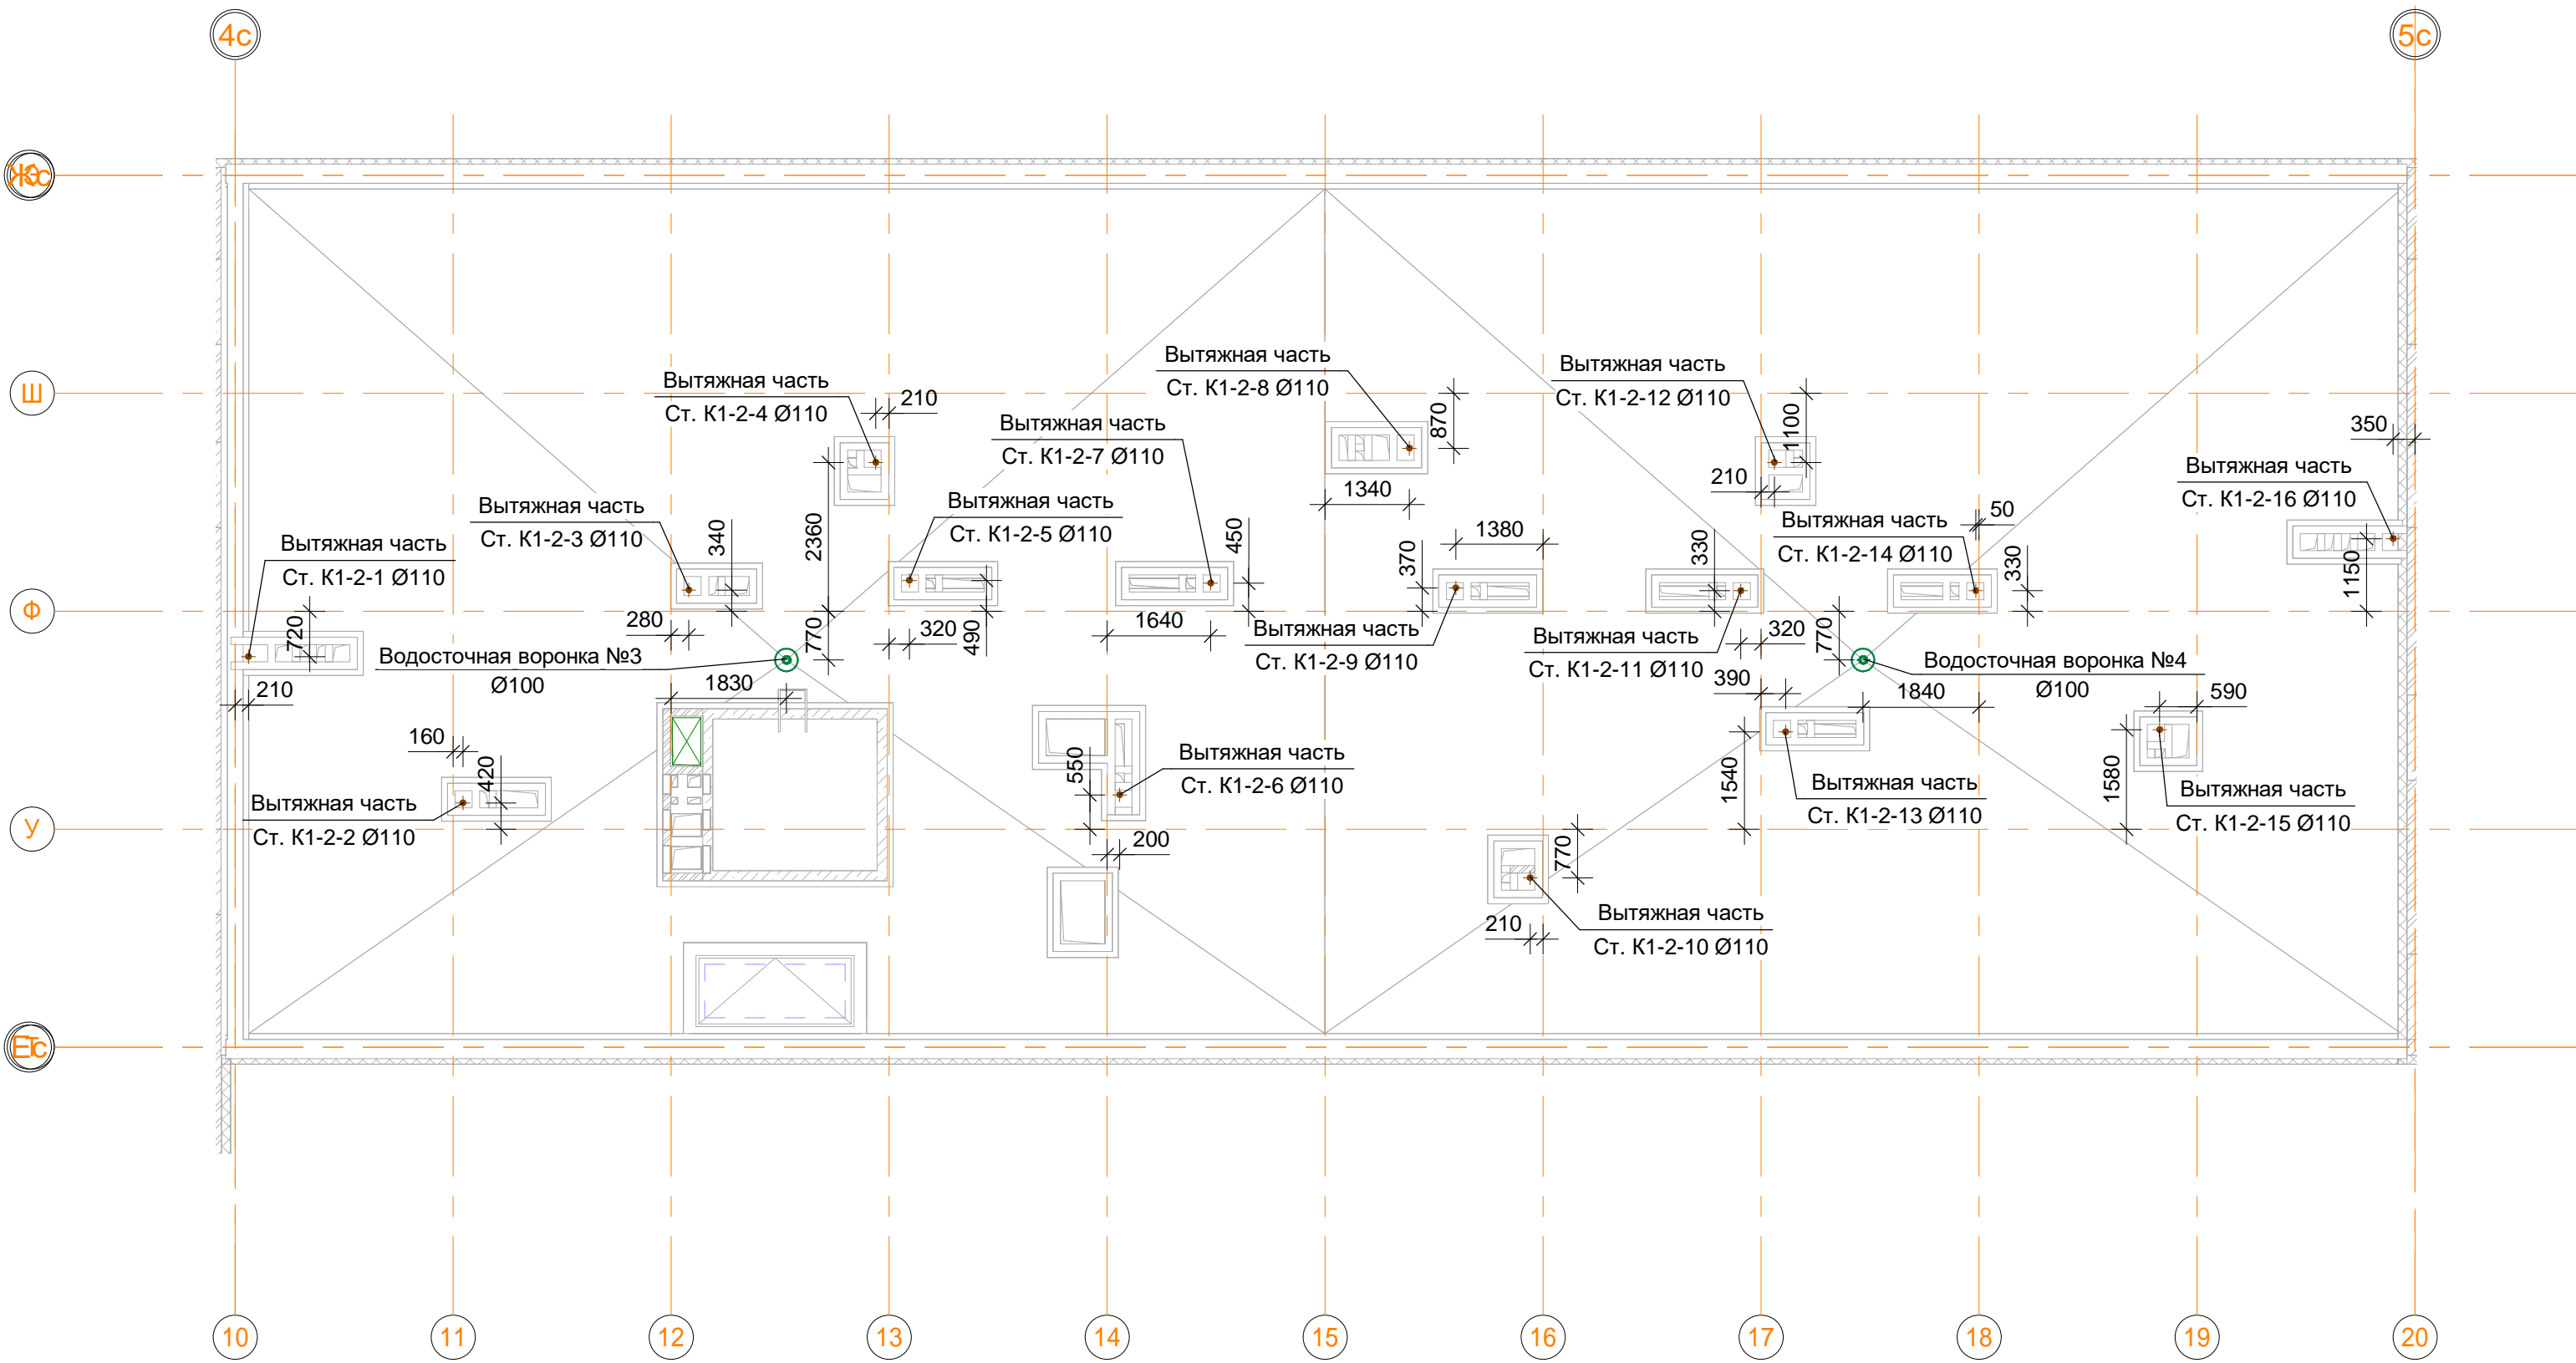 4с
5с
Ш
Ф
У
Вытяжная часть
Ст. К1-2-1 Ø110
720
210
Вытяжная часть
Ст. К1-2-2 Ø110
160
420
Вытяжная часть
Ст. К1-2-3 Ø110
340
280
Вытяжная часть
Ст. К1-2-4 Ø110
210
2360
770
Водосточная воронка №3
Ø100
1830
Вытяжная часть
Ст. К1-2-5 Ø110
320
490
Вытяжная часть
Ст. К1-2-7 Ø110
450
1640
Вытяжная часть
Ст. К1-2-6 Ø110
550
200
Вытяжная часть
Ст. К1-2-8 Ø110
870
1340
Вытяжная часть
Ст. К1-2-9 Ø110
1380
370
Вытяжная часть
Ст. К1-2-10 Ø110
770
210
Вытяжная часть
Ст. К1-2-11 Ø110
330
320
Вытяжная часть
Ст. К1-2-12 Ø110
1100
210
Вытяжная часть
Ст. К1-2-13 Ø110
390
1540
Вытяжная часть
Ст. К1-2-14 Ø110
50
330
770
Водосточная воронка №4
Ø100
1840
Вытяжная часть
Ст. К1-2-15 Ø110
590
1580
Вытяжная часть
Ст. К1-2-16 Ø110
350
1150
10
11
12
13
14
15
16
17
18
19
20